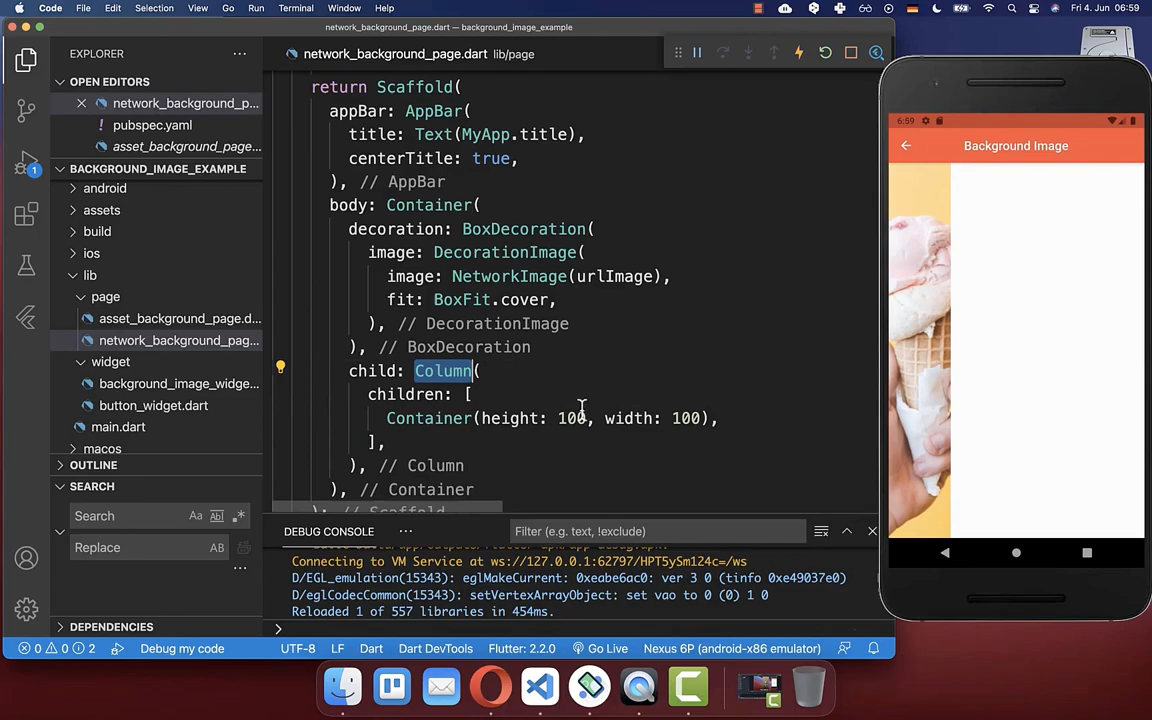 Code File Edit Selection View Go Run Terminal Window Help Fri 4. Jun 06:59
network_background_page.dart — background_image_example
EXPLORER
OPEN EDITORS
network_background_p...
pubspec.yaml
asset_background_page...
BACKGROUND_IMAGE_EXAMPLE
android
assets
build
ios
lib
page
asset_background_page.d...
network_background_pag...
widget
background_image_widge...
button_widget.dart
main.dart
macos
OUTLINE
SEARCH
Search
Replace
DEPENDENCIES
network_background_page.dart lib/page
return Scaffold(
appBar: AppBar(
title: Text(MyApp.title),
centerTitle: true,
), // AppBar
body: Container(
decoration: BoxDecoration(
image: DecorationImage(
image: NetworkImage(urlImage),
fit: BoxFit.cover,
), // DecorationImage
), // BoxDecoration
child: Column(
children: [
Container(height: 100, width: 100),
],
), // Column
), // Container
); // Scaffold
DEBUG CONSOLE
Filter (e.g. text, !exclude)
Connecting to VM Service at ws://127.0.0.1:62797/HPT5ySm124c=/ws
D/EGL_emulation(15343): eglMakeCurrent: 0xeabe6ac0: ver 3 0 (tinfo 0xe49037e0)
D/eglCodecCommon(15343): setVertexArrayObject: set vao to 0 (0) 1 0
Reloaded 1 of 557 libraries in 454ms.
0 0 2 Debug my code UTF-8 LF Dart Dart DevTools Flutter: 2.2.0 Go Live Nexus 6P (android-x86 emulator)
6:59
Background Image